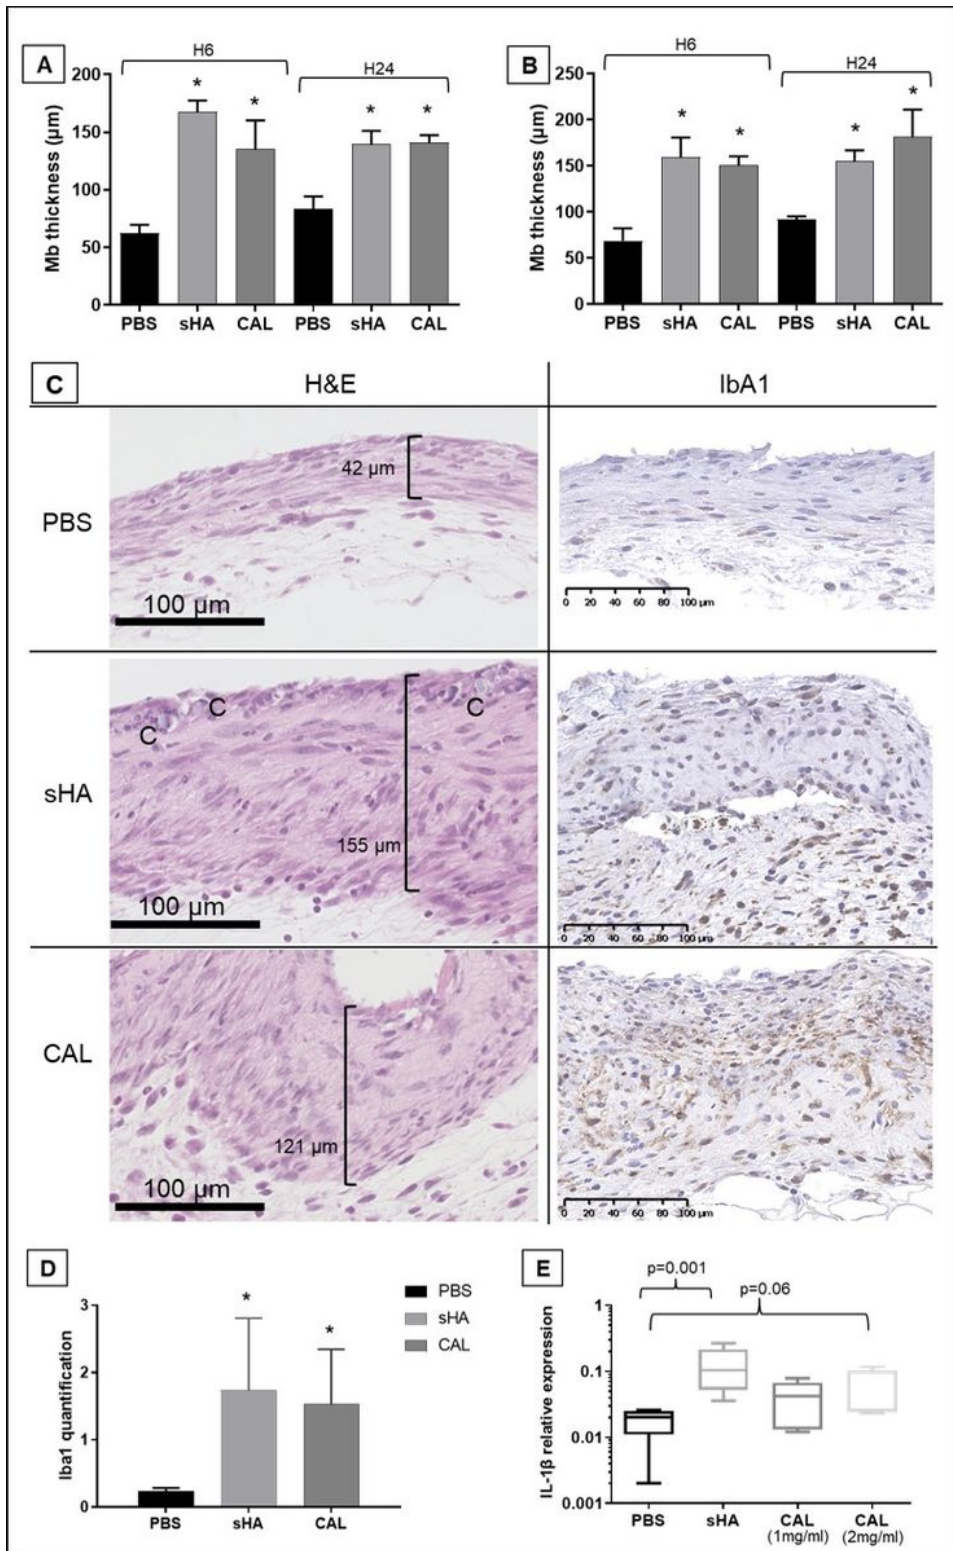 A
H6
H24
Mb thickness (µm)
200
150
100
50
0
* * * *
PBS sHA CAL PBS sHA CAL
B
H6
H24
Mb thickness (µm)
250
200
150
100
50
0
* * * *
PBS sHA CAL PBS sHA CAL
C H&E IbA1
PBS
42 µm
100 µm
0 20 40 60 80 100 µm
sHA
C C C
155 µm
100 µm
0 20 40 60 80 100 µm
CAL
121 µm
100 µm
0 20 40 60 80 100 µm
D
Iba1 quantification
3
2
1
0
* *
PBS sHA CAL
PBS
sHA
CAL
E
p=0.001
p=0.06
IL-1β relative expression
1
0.1
0.01
0.001
PBS sHA CAL CAL
(1mg/ml) (2mg/ml)